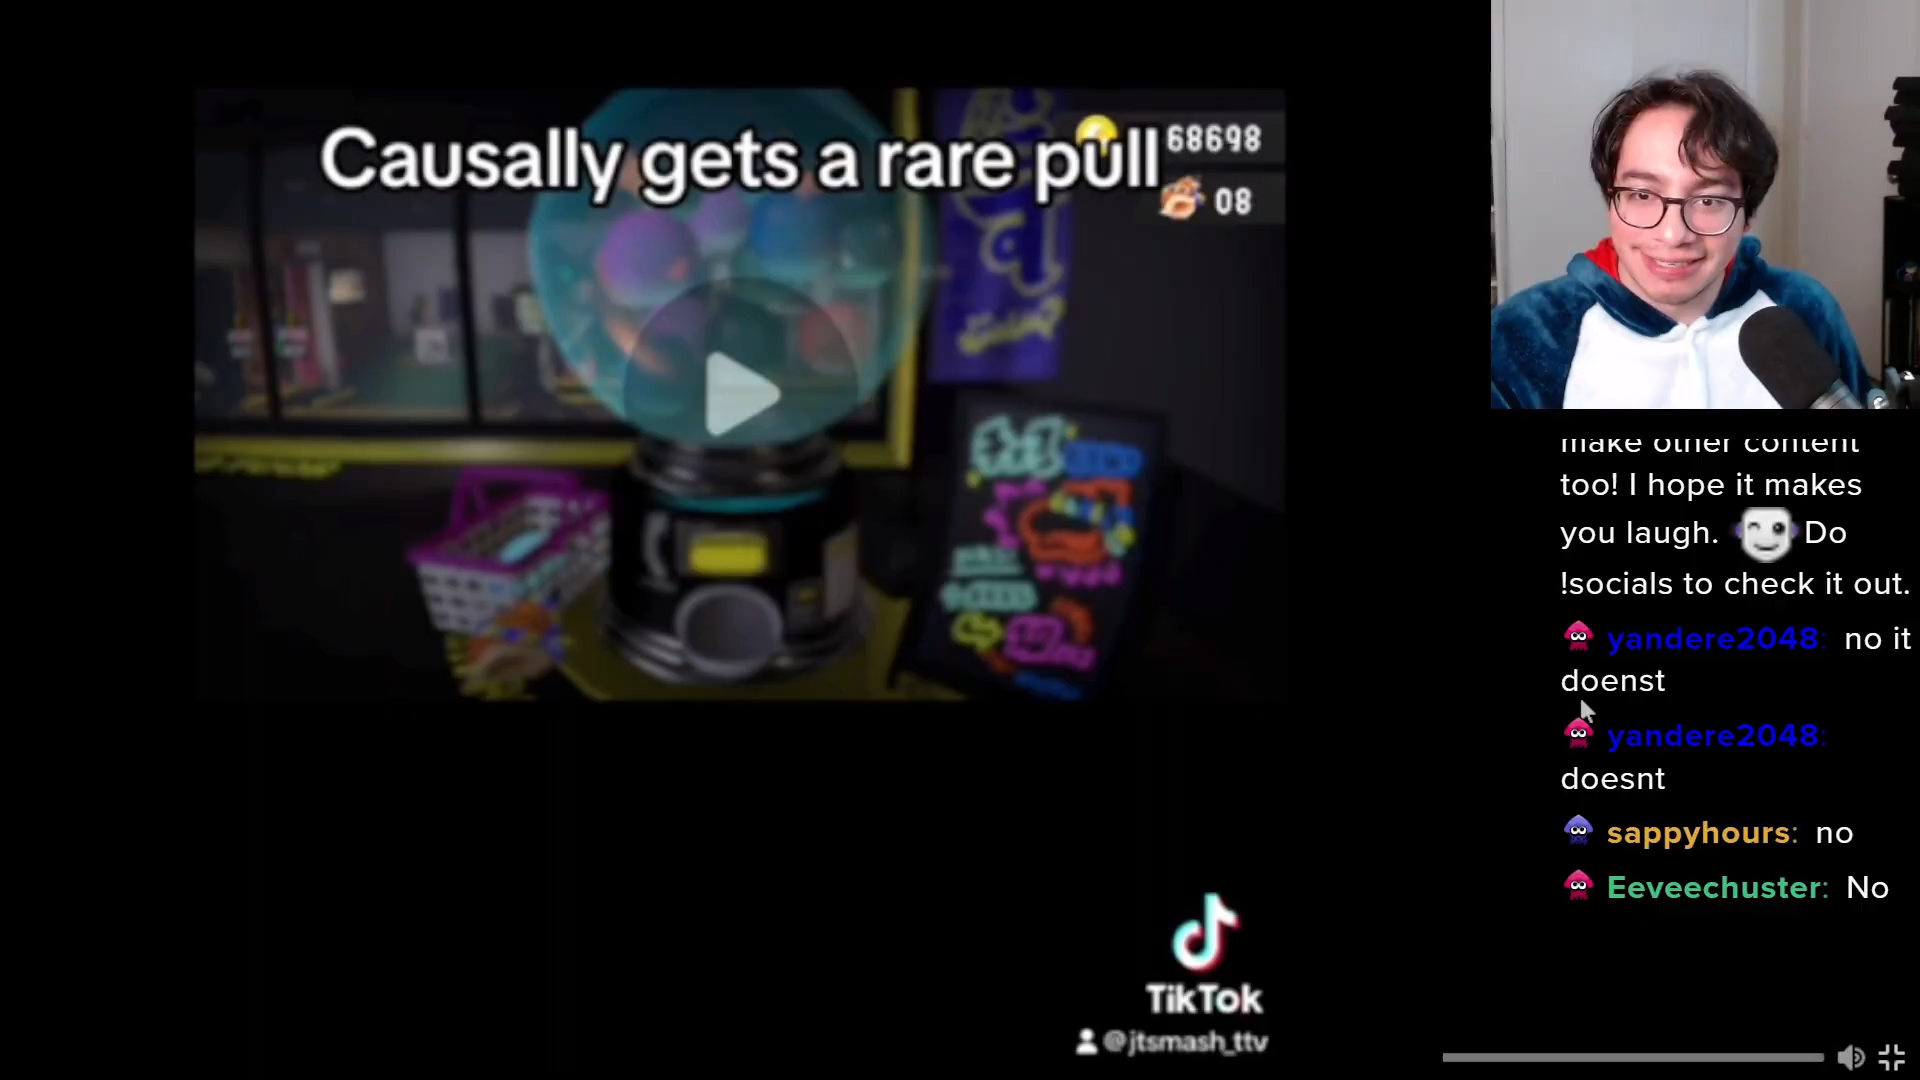 Causally gets a rare pull
68698
08
make other content
too! I hope it makes
you laugh. Do
!socials to check it out.
yandere2048: no it
doenst
yandere2048:
doesnt
sappyhours: no
Eeveechuster: No
TikTok
@jtsmash_ttv